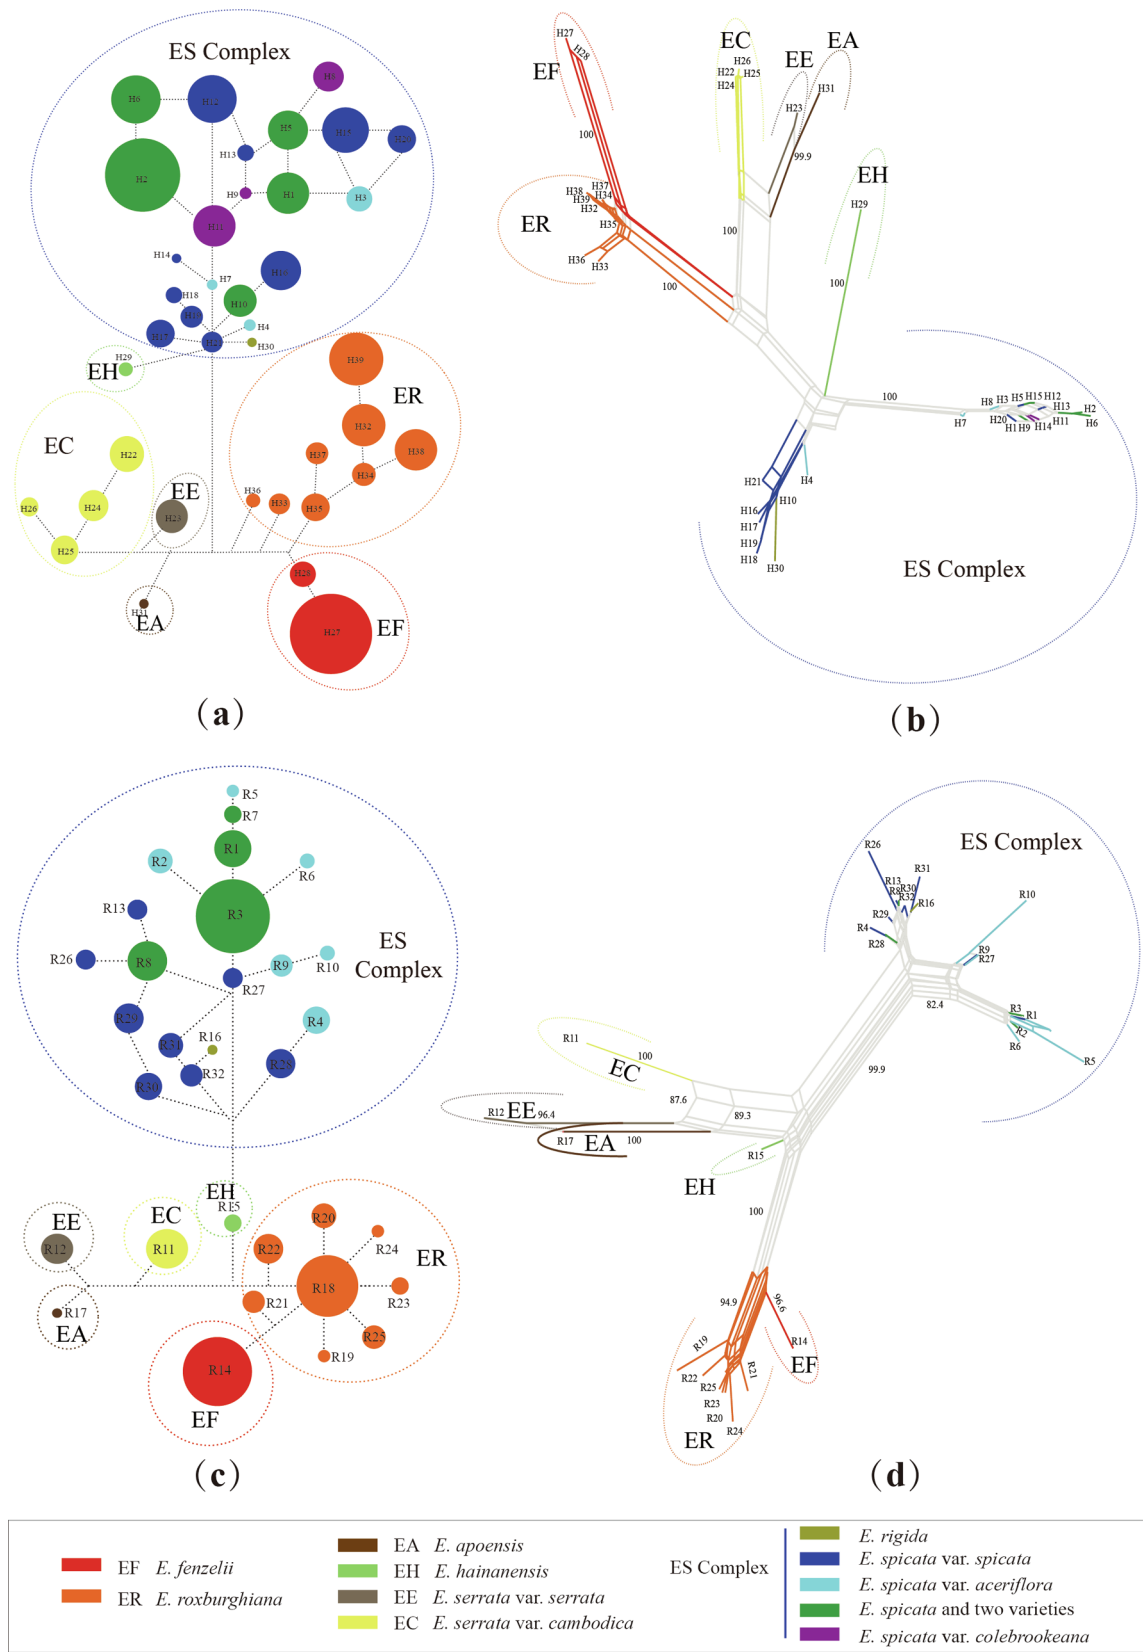 ES Complex
H8
H6
H12
H5
H15
H20
H13
H2
H9
H1
H3
H11
H14
H7
H16
H18
H10
H19
H4
H17
H21
H30
H29
EH
H39
ER
EC
H32
H22
H37
H38
H34
EE
H36
H33
H26
H24
H35
H23
H25
H28
H31
EA
H27
EF
(a)
H27
H28
EF
100
EC
H26
H22
H25
H24
EE
EA
H31
H23
99.9
EH
H29
H38
H37
H39
H34
H32
H35
ER
H36
H33
100
100
100
100
H8 H3 H5 H15 H12
H13
H2
H7
H20
H1
H9
H14
H11
H6
H21
H4
H10
H16
H17
H19
H18
H30
ES Complex
(b)
R5
R7
R1
R2
R6
R3
R13
ES
Complex
R26
R8
R9
R10
R27
R29
R4
R16
R31
R32
R28
R30
EH
R15
EE
EC
R20
R12
R11
R22
R24
ER
R18
R17
R21
R23
EA
R25
R19
R14
EF
(c)
ES Complex
R26
R31
R13
R8
R30
R32
R16
R10
R29
R4
R28
R9
R27
82.4
R3
R1
R2
R6
R5
99.9
R11
100
EC
87.6
89.3
R12
EE
96.4
R17
EA
100
R15
EH
100
94.9
96.6
R19
R14
EF
R22
R21
R25
R23
R20
R24
ER
(d)
EF E. fenzelii
ER E. roxburghiana
EA E. apoensis
EH E. hainanensis
EE E. serrata var. serrata
EC E. serrata var. cambodica
ES Complex
E. rigida
E. spicata var. spicata
E. spicata var. aceriflora
E. spicata and two varieties
E. spicata var. colebrookeana